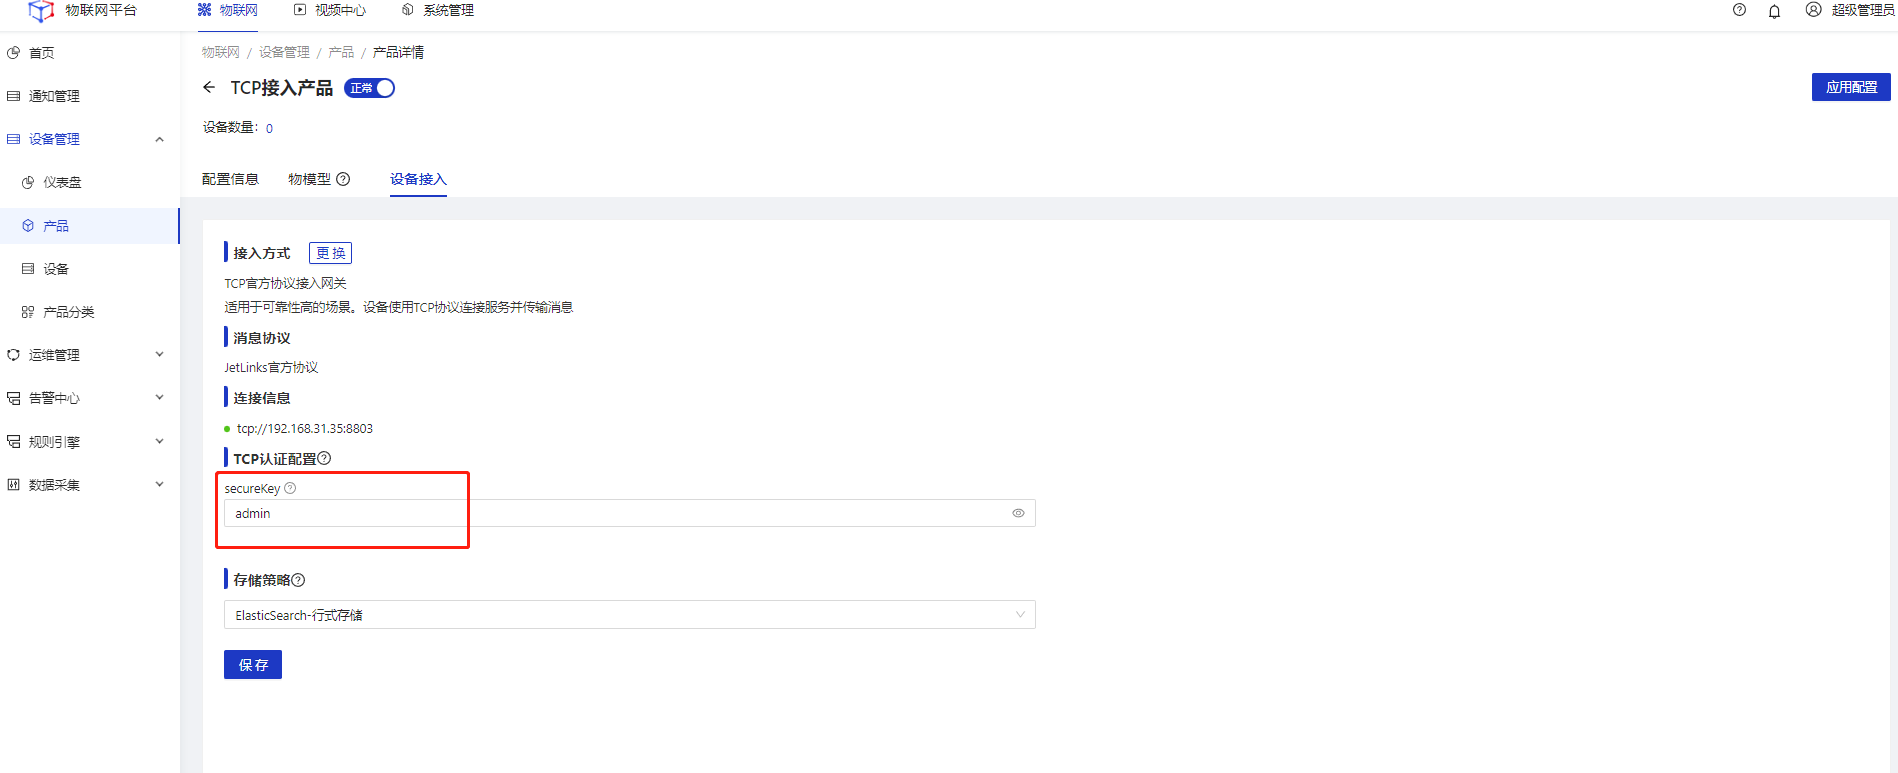 物联网平台
物联网
视频中心
系统管理
超级管理员
首页
通知管理
设备管理
仪表盘
产品
设备
产品分类
运维管理
告警中心
规则引擎
数据采集
物联网 / 设备管理 / 产品 / 产品详情
TCP接入产品 正常
应用配置
设备数量： 0
配置信息 物模型 设备接入
接入方式 更换
TCP官方协议接入网关
适用于可靠性高的场景。设备使用TCP协议连接服务并传输消息
消息协议
JetLinks官方协议
连接信息
tcp://192.168.31.35:8803
TCP认证配置
secureKey
admin
存储策略
ElasticSearch-行式存储
保存